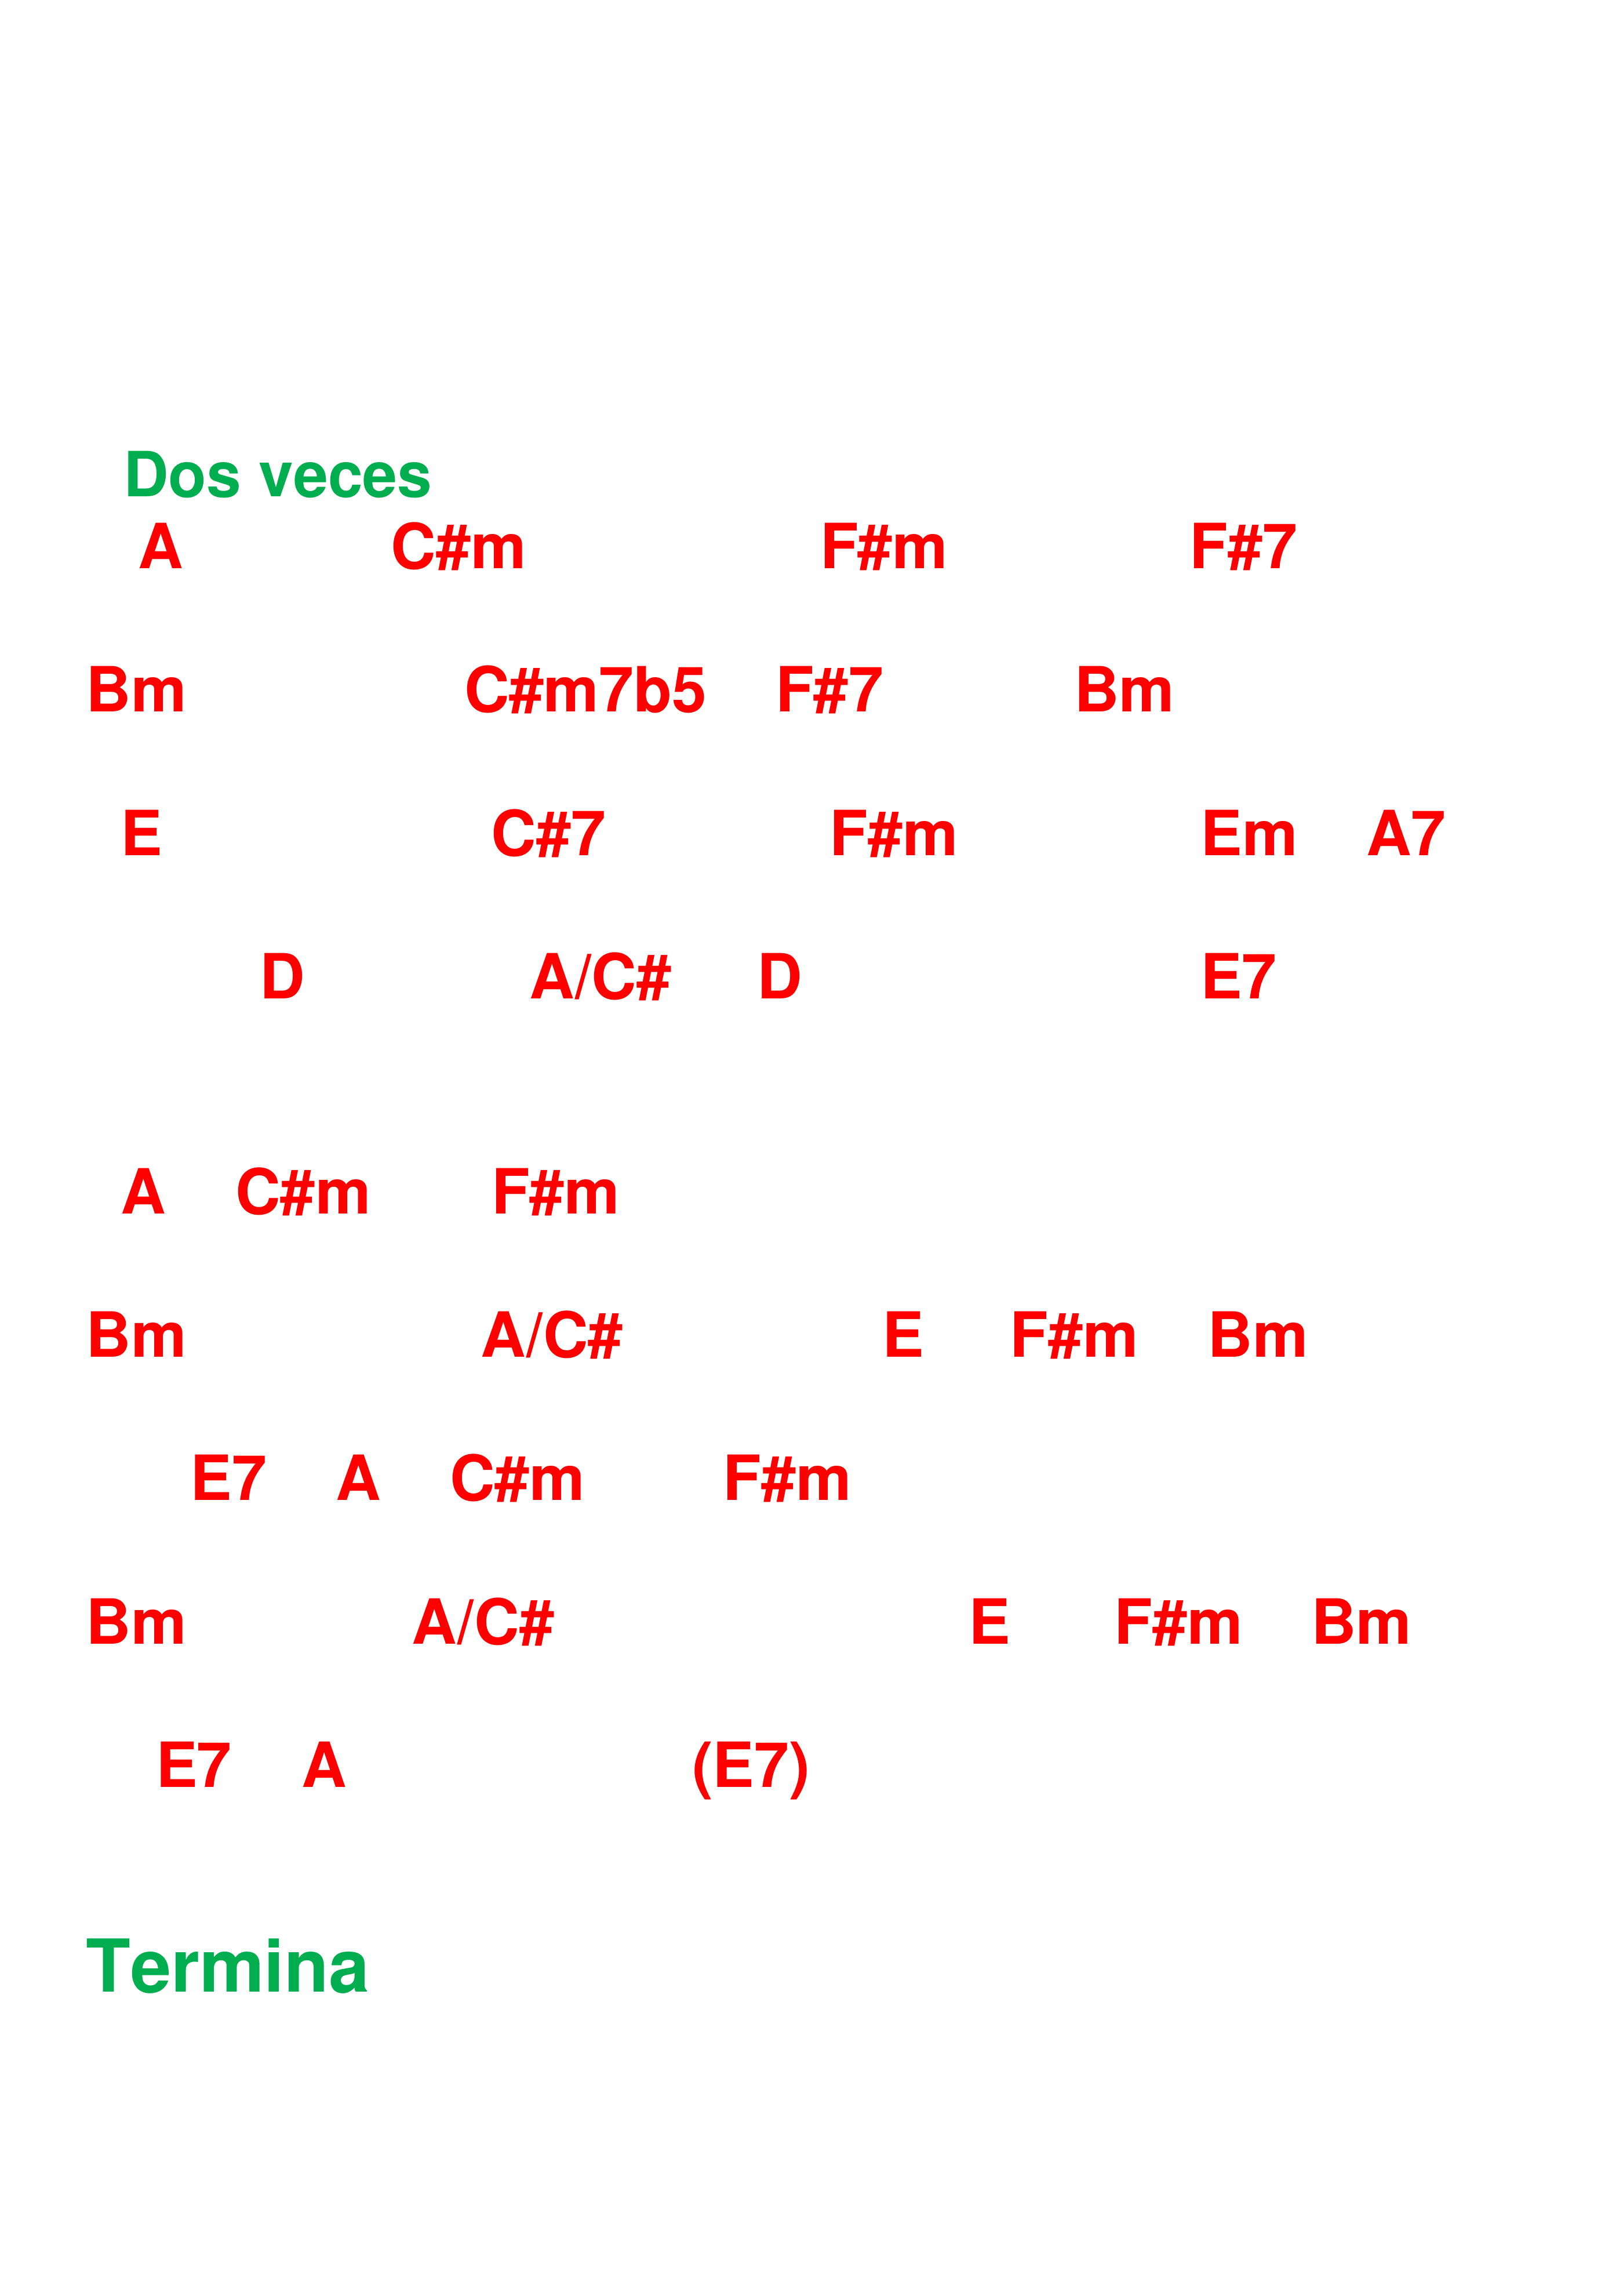 Dos veces
A C#m F#m F#7
Bm C#m7b5 F#7 Bm
E C#7 F#m Em A7
D A/C# D E7
A C#m F#m
Bm A/C# E F#m Bm
E7 A C#m F#m
Bm A/C# E F#m Bm
E7 A (E7)
Termina